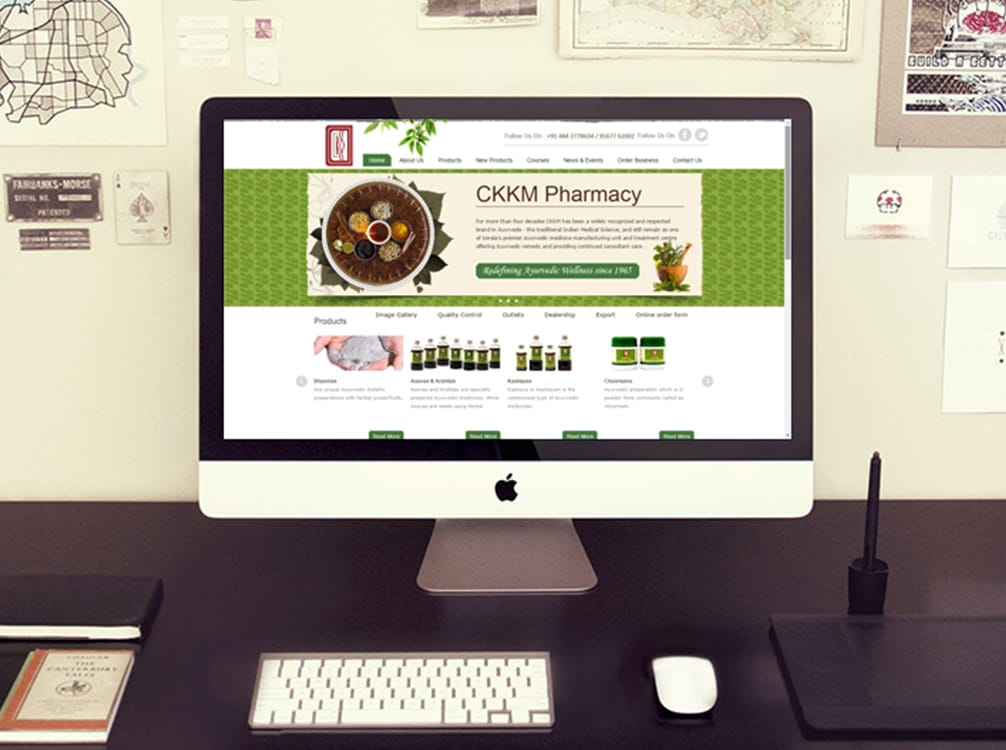 BUILD A BETT
FAIRBANKS-MORSE
SERIAL NO.
PATENTED
A
Follow Us On : +91 484 2778634 / 95677 62002 Follow Us On
Home About Us Products New Products Courses News & Events Order Business Contact Us
CKKM Pharmacy
For more than four decades CKKM has been a widely recognized and respected
brand in Ayurveda - the traditional Indian Medical Science, and still remain as one
of Kerala's premier Ayurvedic medicine manufacturing unit and treatment centre
offering Ayurvedic remedy and providing continued consultant care...
Redefining Ayurvedic Wellness since 1965
Image Gallery Quality Control Outlets Dealership Export Online order form
Products
Bhasmas Asavas & Arishtas Kashayas Choornams
Are unique Ayurvedic metallic Asavas and Arishtas are specialty Kashaya or kashayam is the Ayurvedic preparation which is in
preparations with herbal juices/fruits, prepared Ayurvedic medicines. While commonest type of Ayurvedic powder form commonly called as
Asavas are made using herbal medicines. choornam.
Read More Read More Read More Read More
THE
CANTERBURY
TALES